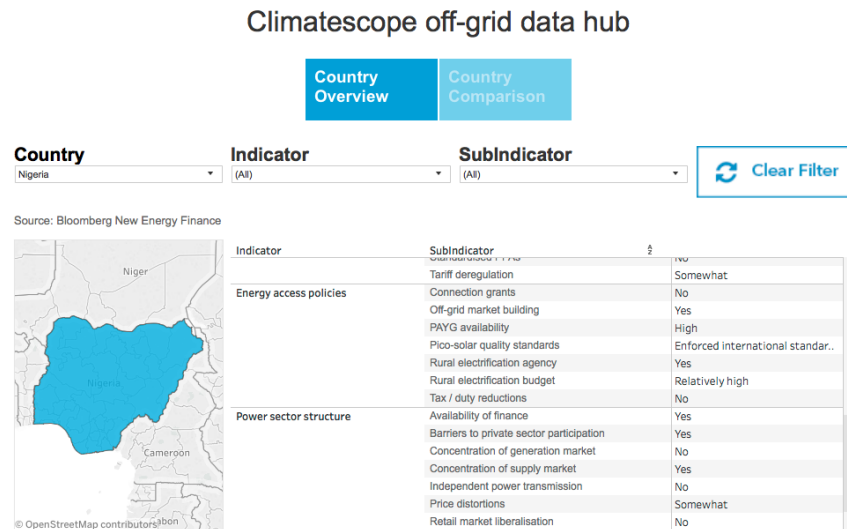 Climatescope off-grid data hub
Country Overview
Country Comparison
Country
Indicator
SubIndicator
Nigeria
(All)
(All)
Clear Filter
Source: Bloomberg New Energy Finance
Indicator SubIndicator
Standardised PPAs No
Tariff deregulation Somewhat
Energy access policies Connection grants No
Off-grid market building Yes
PAYG availability High
Pico-solar quality standards Enforced international standar..
Rural electrification agency Yes
Rural electrification budget Relatively high
Tax / duty reductions No
Power sector structure Availability of finance Yes
Barriers to private sector participation Yes
Concentration of generation market No
Concentration of supply market Yes
Independent power transmission No
Price distortions Somewhat
Retail market liberalisation No
Niger
Nigeria
Cameroon
abon
© OpenStreetMap contributors